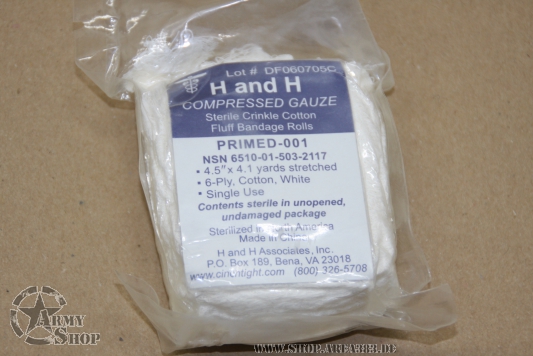 Lot # DF060705C
H and H
COMPRESSED GAUZE
Sterile Crinkle Cotton
Fluff Bandage Rolls
PRIMED-001
NSN 6510-01-503-2117
• 4.5" x 4.1 yards stretched
• 6-Ply, Cotton, White
• Single Use
Contents sterile in unopened,
undamaged package
Sterilized in North America
Made in China
H and H Associates, Inc.
P.O. Box 189, Bena, VA 23018
www.cinchtight.com (800) 326-5708
ARMY
SHOP